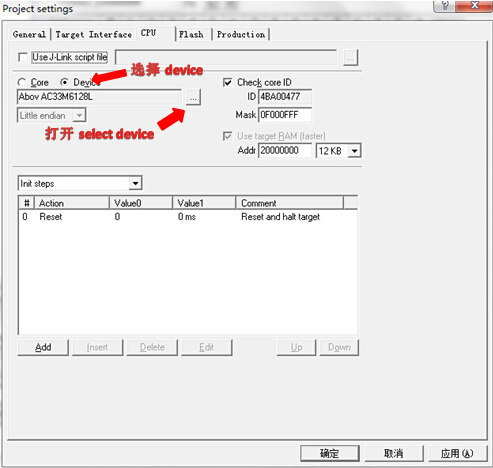 Project settings
General
Target Interface
CPU
Flash
Production
Use J-Link script file
...
Core
Device
选择 device
Abov AC33M6128L
...
Little endian
打开 select device
Check core ID
ID 4BA00477
Mask 0F000FFF
Use target RAM (faster)
Addr 20000000 12 KB
Init steps
# Action Value0 Value1 Comment
0 Reset 0 0 ms Reset and halt target
Add Insert Delete Edit Up Down
确定 取消 应用(A)